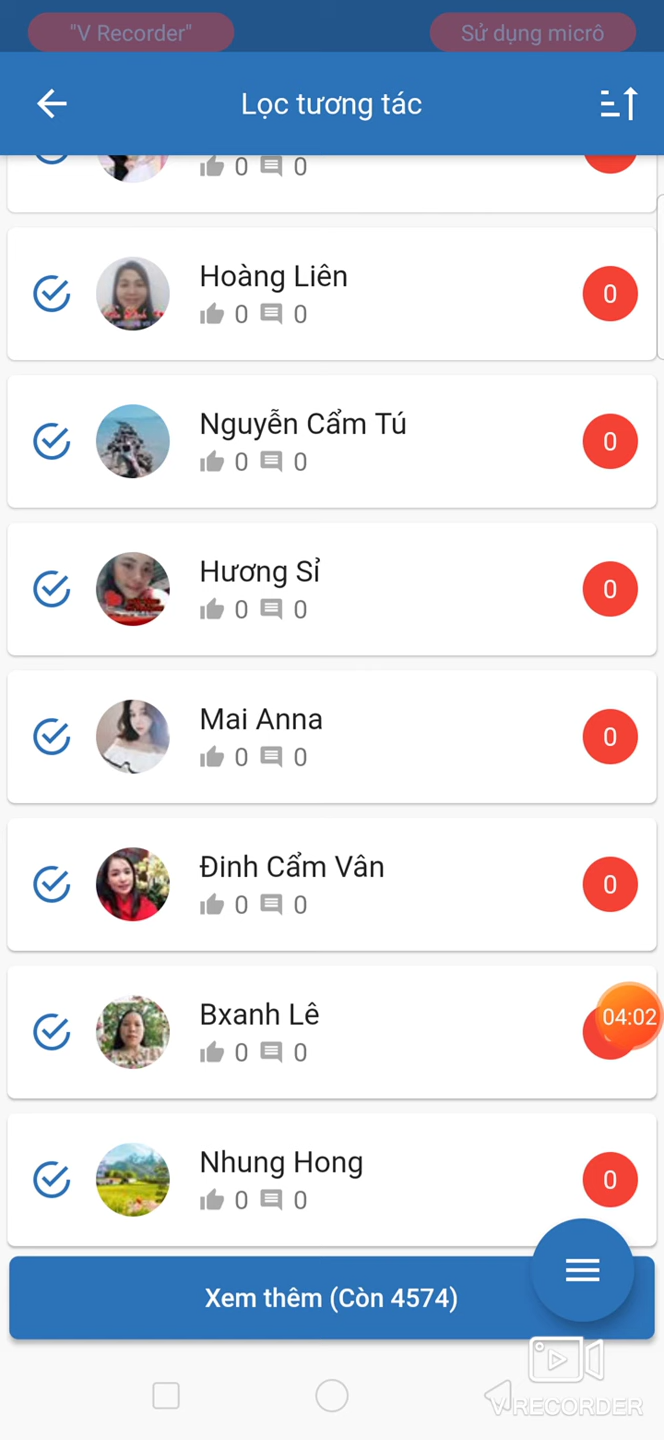 "V Recorder"
Sử dụng micrô
Lọc tương tác
0 0
Hoàng Liên
0 0
0
Nguyễn Cẩm Tú
0 0
0
Hương Sỉ
0 0
0
Mai Anna
0 0
0
Đinh Cẩm Vân
0 0
0
Bxanh Lê
0 0
04:02
Nhung Hong
0 0
0
Xem thêm (Còn 4574)
VRECORDER